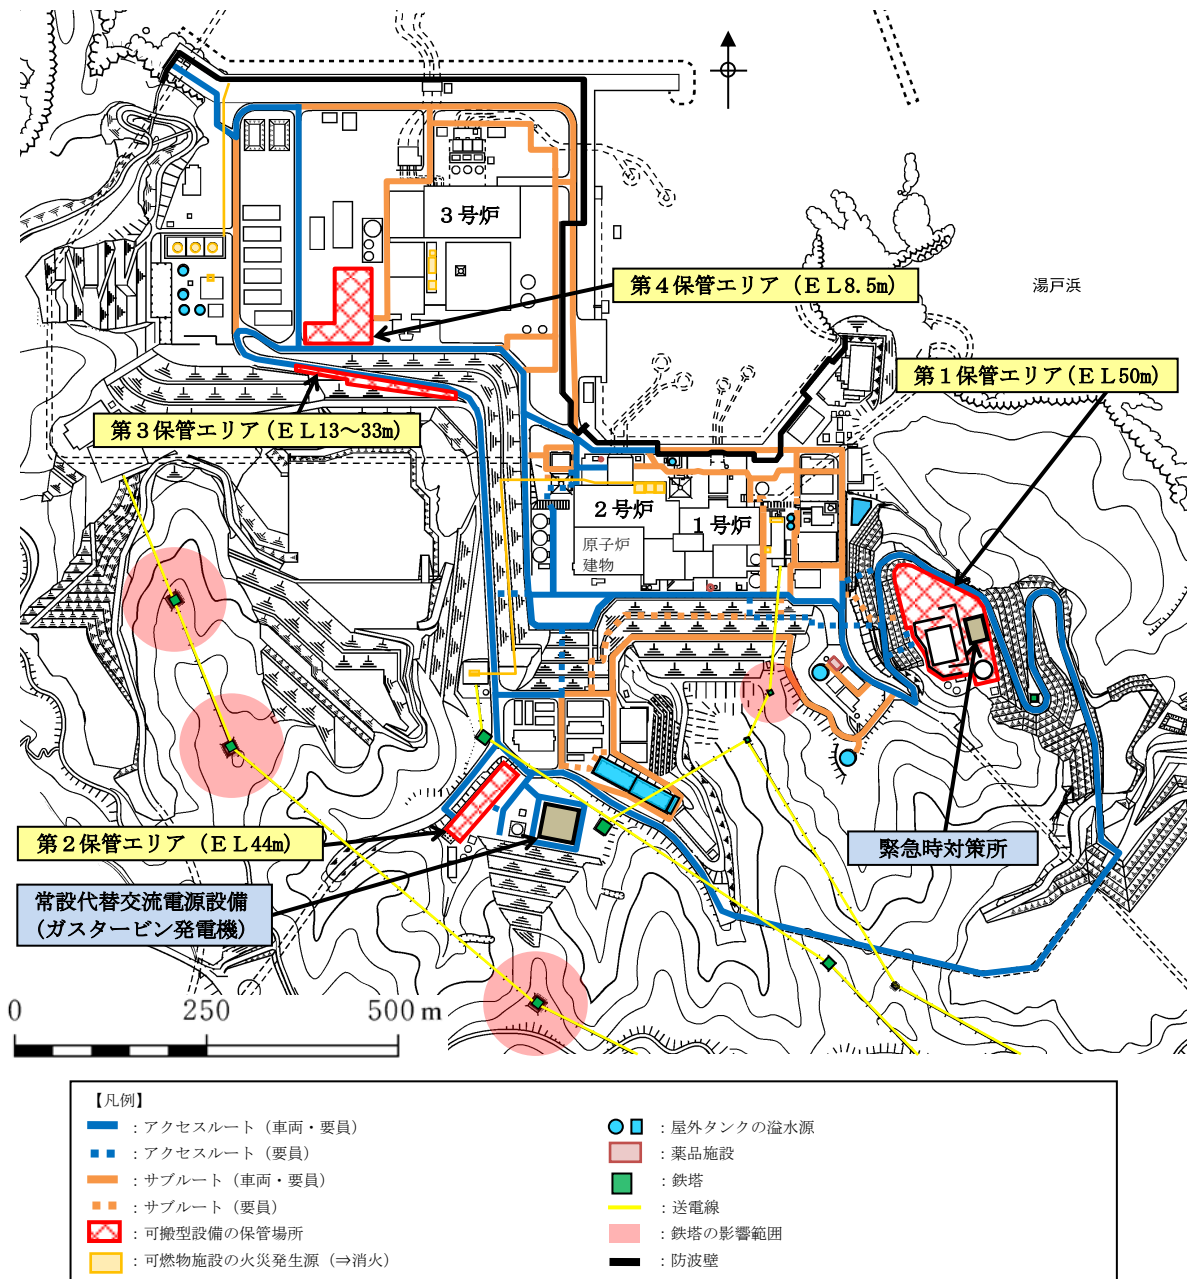 3号炉
第4保管エリア（EL8.5m）
湯戸浜
第1保管エリア（EL50m）
第3保管エリア（EL13～33m）
2号炉
1号炉
原子炉
建物
第2保管エリア（EL44m）
緊急時対策所
常設代替交流電源設備
（ガスタービン発電機）
0 250 500 m
【凡例】
：アクセスルート（車両・要員）
：アクセスルート（要員）
：サブルート（車両・要員）
：サブルート（要員）
：可搬型設備の保管場所
：可燃物施設の火災発生源（⇒消火）
：屋外タンクの溢水源
：薬品施設
：鉄塔
：送電線
：鉄塔の影響範囲
：防波壁